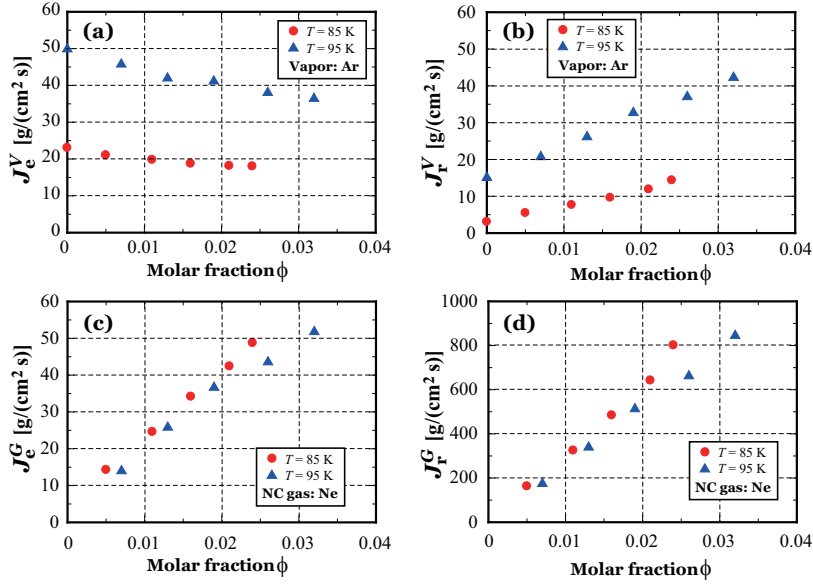 (a)
T = 85 K
T = 95 K
Vapor: Ar
J_e^V [g/(cm² s)]
60
50
40
30
20
10
0
0 0.01 0.02 0.03 0.04
Molar fraction ϕ
(b)
T = 85 K
T = 95 K
Vapor: Ar
J_r^V [g/(cm² s)]
60
50
40
30
20
10
0
0 0.01 0.02 0.03 0.04
Molar fraction ϕ
(c)
T = 85 K
T = 95 K
NC gas: Ne
J_e^G [g/(cm² s)]
60
50
40
30
20
10
0
0 0.01 0.02 0.03 0.04
Molar fraction ϕ
(d)
T = 85 K
T = 95 K
NC gas: Ne
J_r^G [g/(cm² s)]
1000
800
600
400
200
0
0 0.01 0.02 0.03 0.04
Molar fraction ϕ